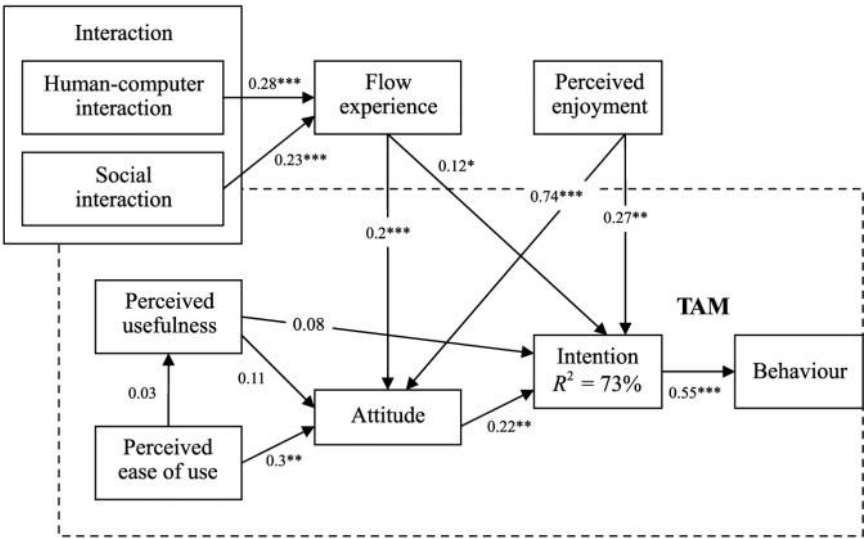 Interaction
Human-computer
interaction
0.28***
Flow
experience
Perceived
enjoyment
Social
interaction
0.23***
0.12*
0.74***
0.27**
0.2***
Perceived
usefulness
0.08
TAM
Intention
R² = 73%
0.55***
Behaviour
0.03
0.11
Attitude
0.22**
Perceived
ease of use
0.3**